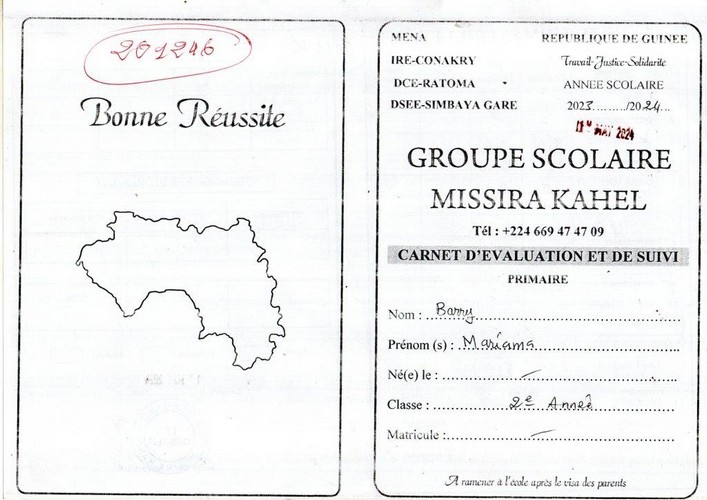 201246
Bonne Réussite
MENA REPUBLIQUE DE GUINEE
IRE-CONAKRY Travail-Justice-Solidarité
DCE-RATOMA ANNEE SCOLAIRE
DSEE-SIMBAYA GARE 2023........../2024...
MAI 2024
GROUPE SCOLAIRE
MISSIRA KAHEL
Tél : +224 669 47 47 09
CARNET D'EVALUATION ET DE SUIVI
PRIMAIRE
Nom : Barry
Prénom (s) : Mariama
Né(e) le :
Classe : 2e Année
Matricule :
A ramener à l'école après le visa des parents